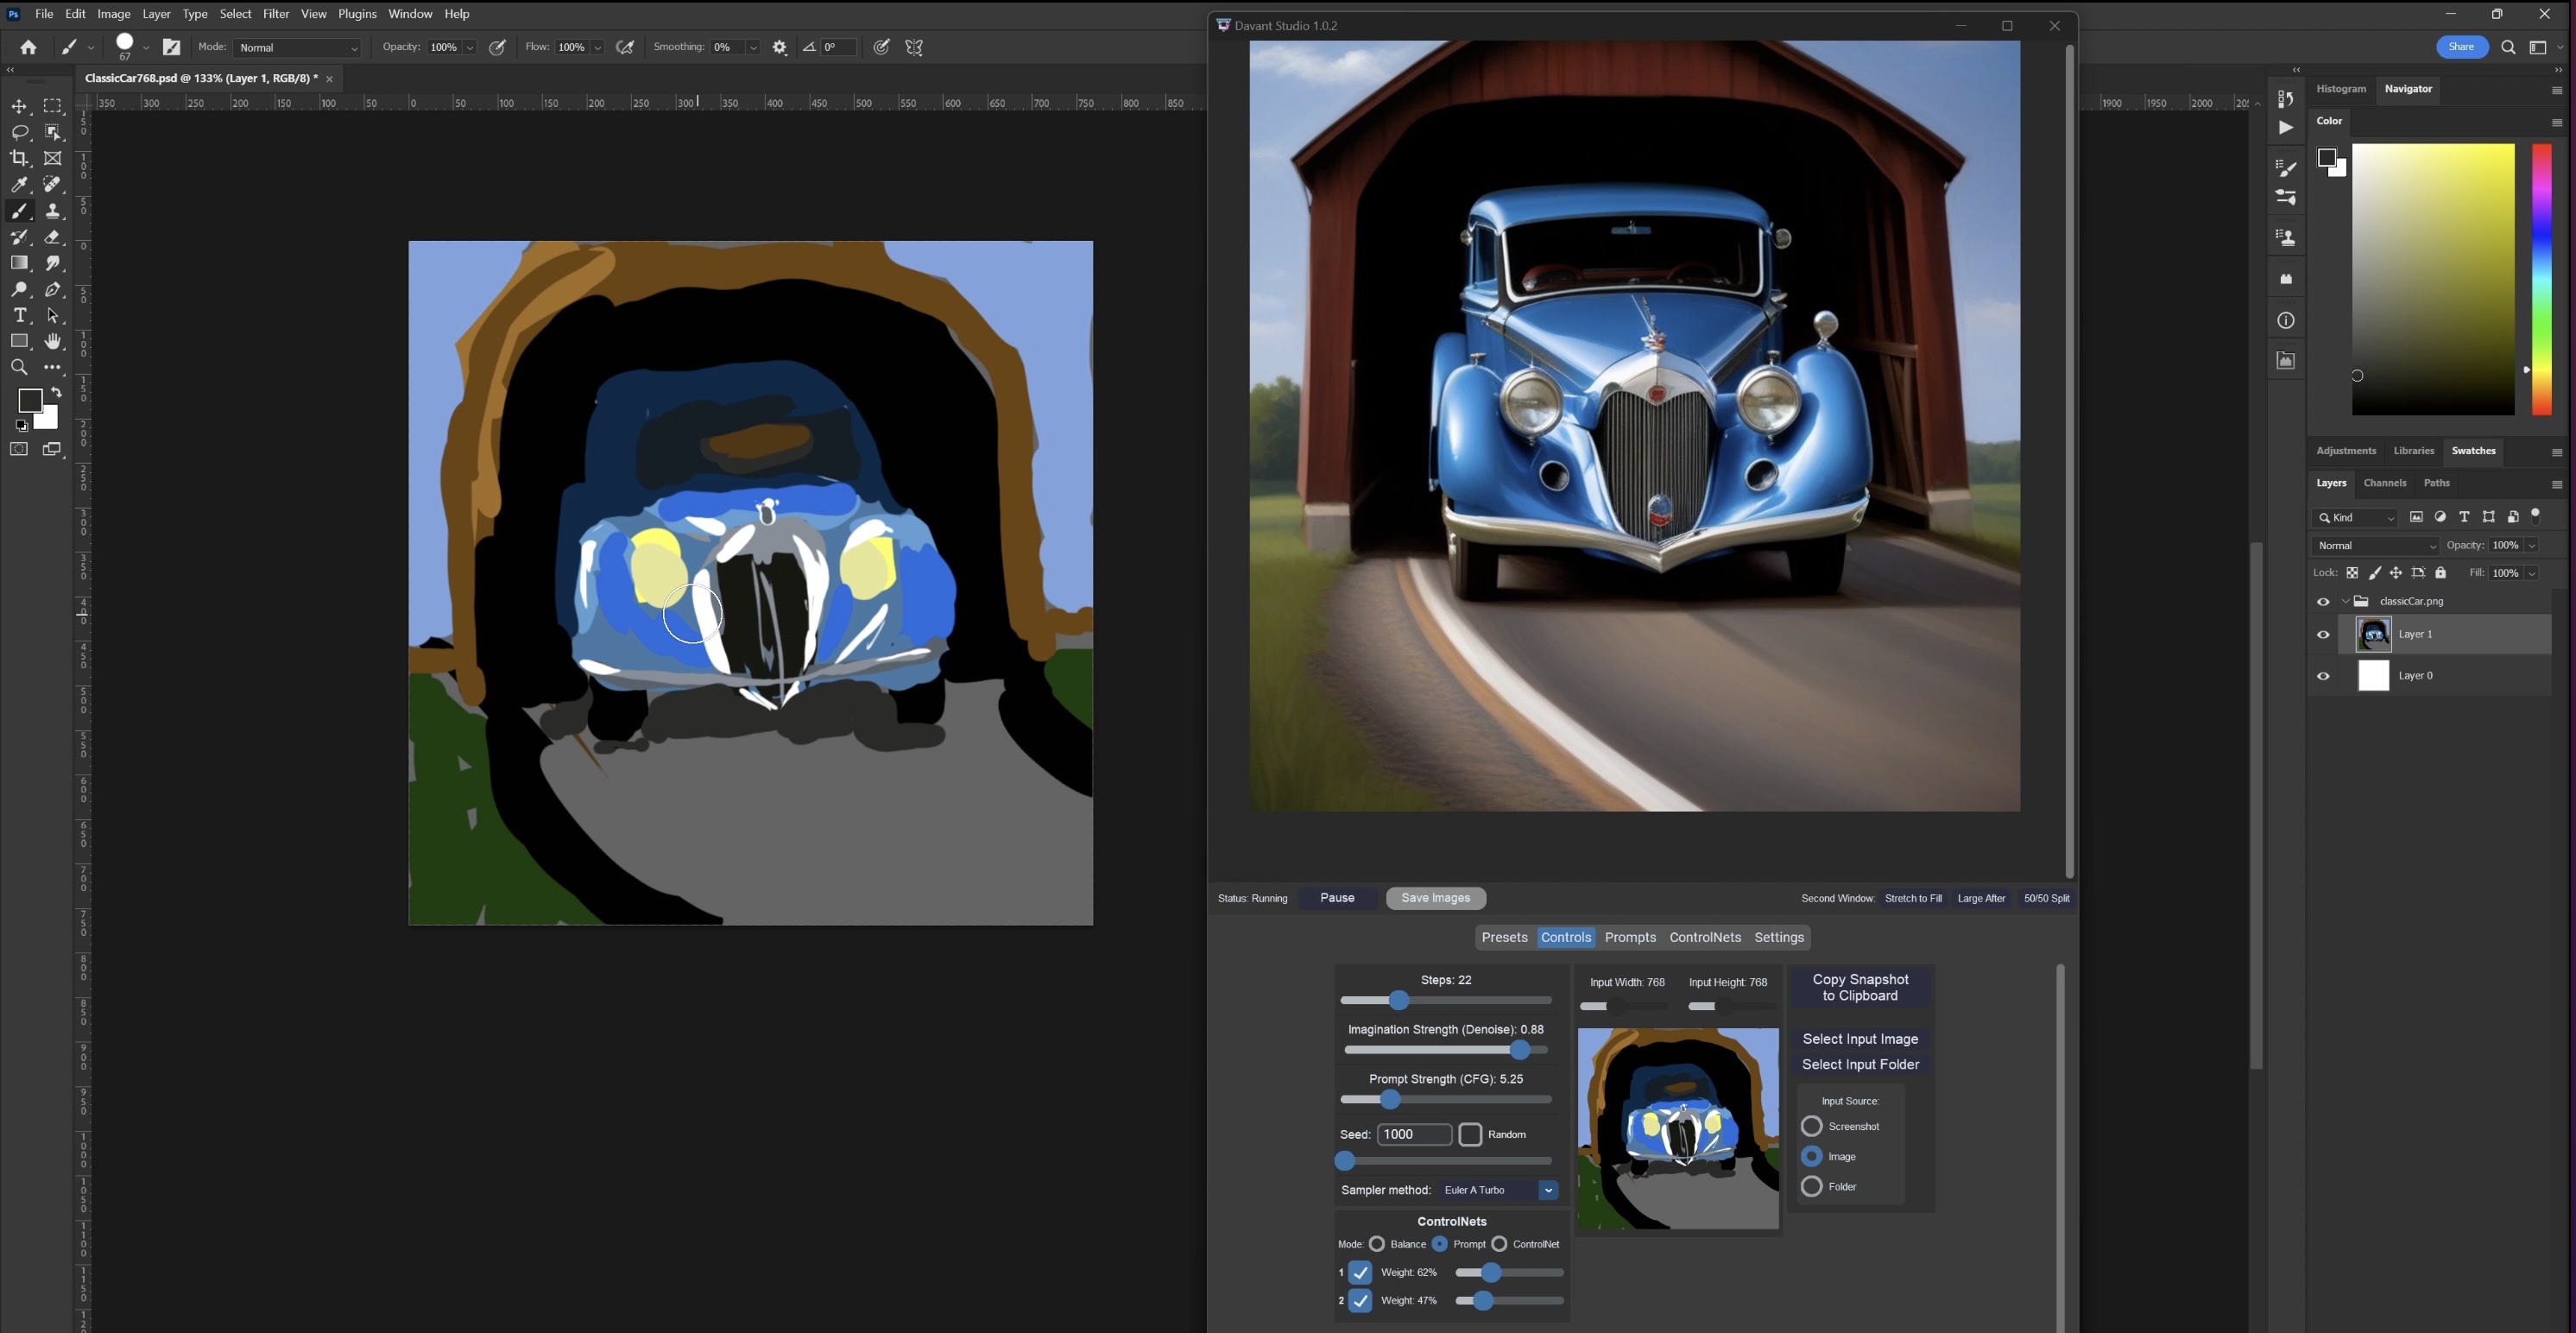 Ps File Edit Image Layer Type Select Filter View Plugins Window Help
67 Mode: Normal Opacity: 100% Flow: 100% Smoothing: 0% 0° Share
ClassicCar768.psd @ 133% (Layer 1, RGB/8) * ×
350 300 250 200 150 100 50 0 50 100 150 200 250 300 350 400 450 500 550 600 650 700 750 800 850
1900 1950 2000
Davant Studio 1.0.2
Status: Running Pause Save Images Second Window: Stretch to Fill Large After 50/50 Split
Presets Controls Prompts ControlNets Settings
Steps: 22
Imagination Strength (Denoise): 0.88
Prompt Strength (CFG): 5.25
Seed: 1000 Random
Sampler method: Euler A Turbo
ControlNets
Mode: Balance Prompt ControlNet
1 Weight: 62%
2 Weight: 47%
Input Width: 768 Input Height: 768
Copy Snapshot
to Clipboard
Select Input Image
Select Input Folder
Input Source:
Screenshot
Image
Folder
Histogram Navigator
Color
Adjustments Libraries Swatches
Layers Channels Paths
Kind
Normal Opacity: 100%
Lock: Fill: 100%
classicCar.png
Layer 1
Layer 0